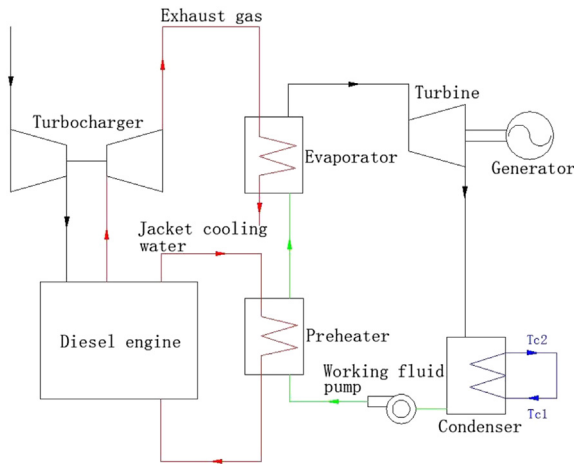 Exhaust gas
Turbocharger
Turbine
Evaporator
Generator
Jacket cooling
water
Diesel engine
Preheater
Tc2
Working fluid
pump
Tc1
Condenser